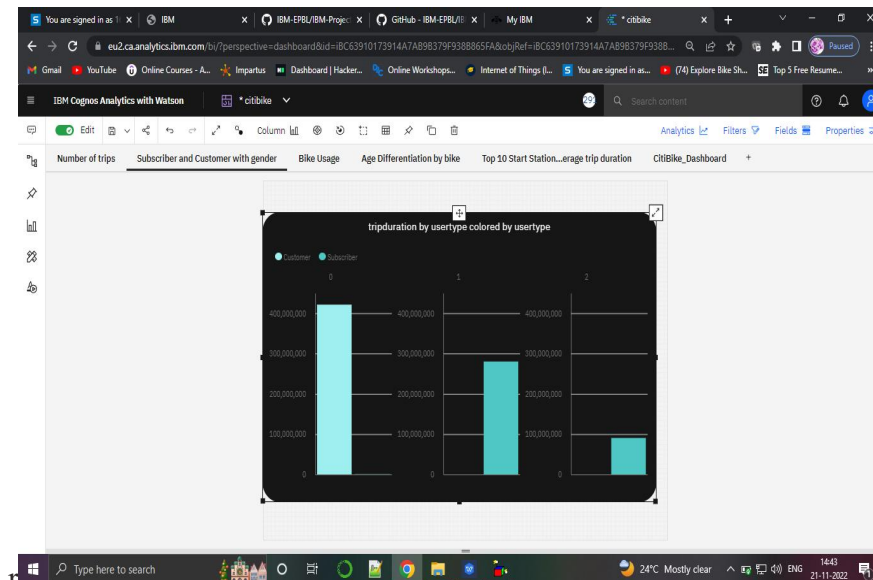 You are signed in as 1
IBM
IBM-EPBL/IBM-Project
GitHub - IBM-EPBL/IB
My IBM
* citibike
eu2.ca.analytics.ibm.com/bi/?perspective=dashboard&id=iBC63910173914A7AB9B379F938B865FA&objRef=iBC63910173914A7AB9B379F938B...
Paused
Gmail
YouTube
Online Courses - A...
Impartus
Dashboard | Hacker...
Online Workshops...
Internet of Things (I...
You are signed in as...
(74) Explore Bike Sh...
Top 5 Free Resume...
IBM Cognos Analytics with Watson
* citibike
Search content
Edit
Column
Analytics
Filters
Fields
Properties
Number of trips
Subscriber and Customer with gender
Bike Usage
Age Differentiation by bike
Top 10 Start Station...erage trip duration
CitiBike_Dashboard
+
tripduration by usertype colored by usertype
Customer
Subscriber
0 1 2
400,000,000 400,000,000 400,000,000
300,000,000 300,000,000 300,000,000
200,000,000 200,000,000 200,000,000
100,000,000 100,000,000 100,000,000
0 0 0
Type here to search
24°C Mostly clear
ENG
14:43
21-11-2022